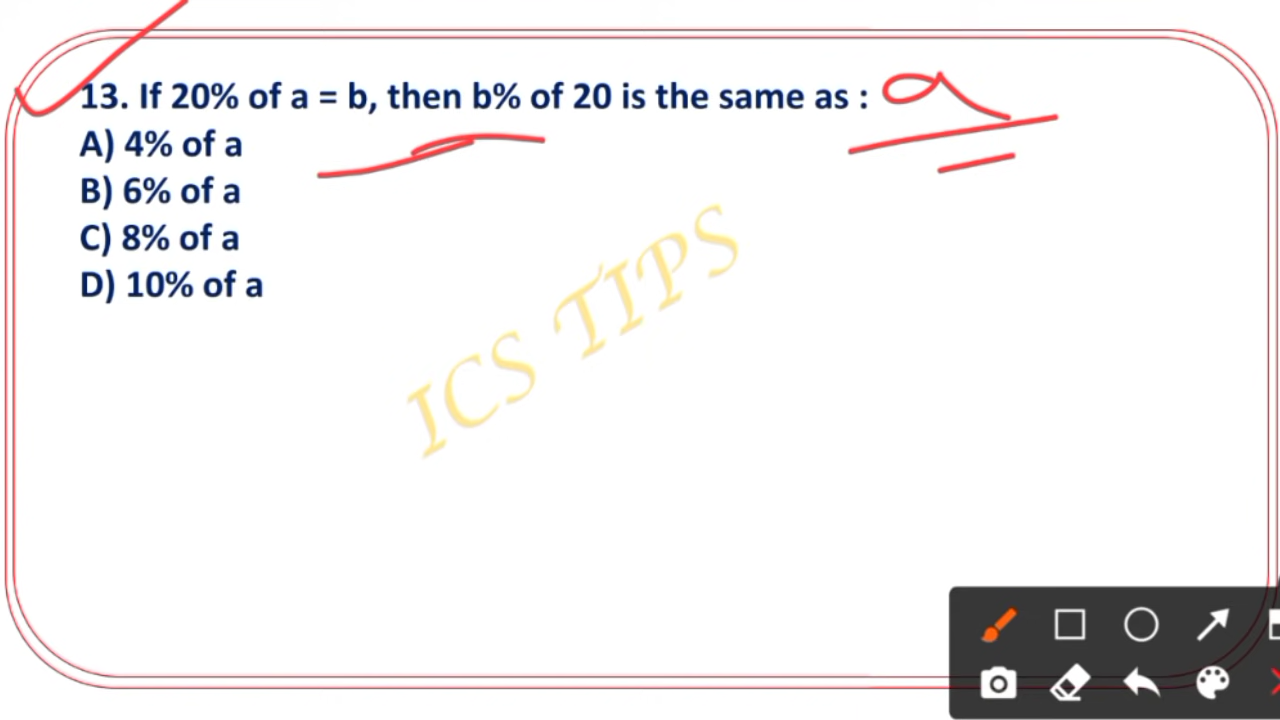 13. If 20% of a = b, then b% of 20 is the same as : a
A) 4% of a
B) 6% of a
C) 8% of a
D) 10% of a
ICS TIPS